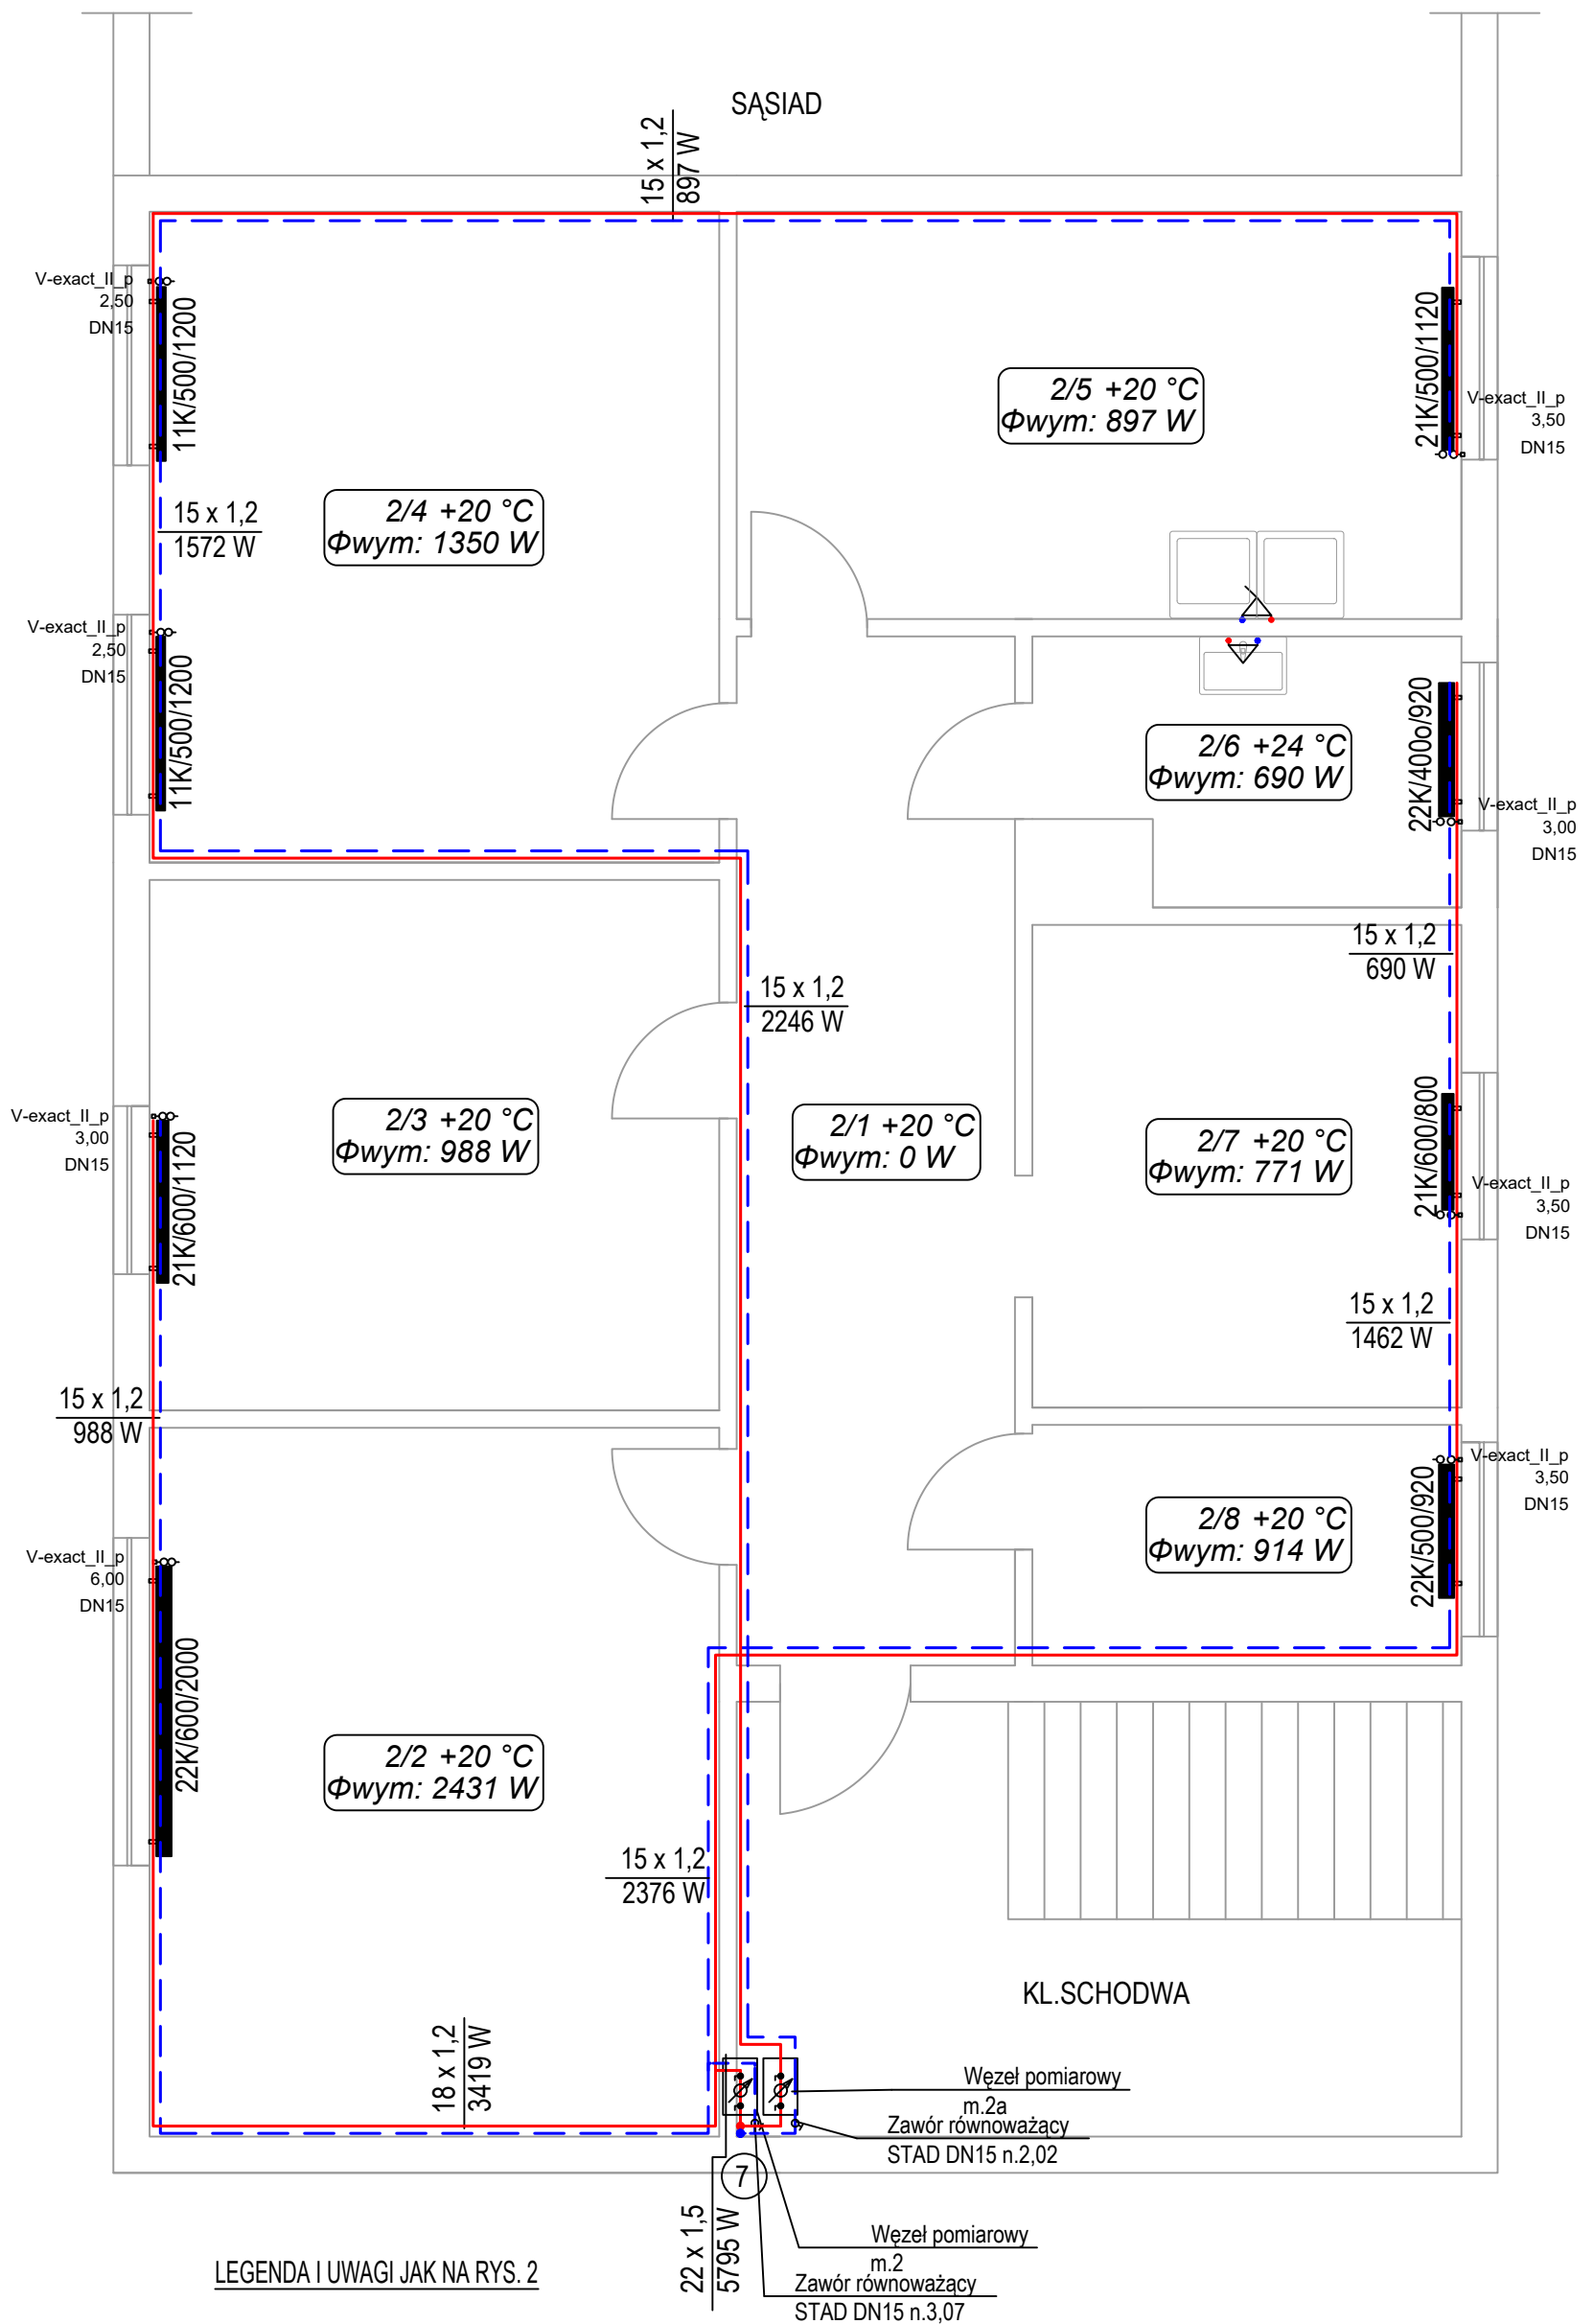 SĄSIAD
15 x 1,2
897 W
V-exact_II_p
2,50
DN15
11K/500/1200
2/5 +20 °C
Φwym: 897 W
21K/500/1120
V-exact_II_p
3,50
DN15
15 x 1,2
1572 W
2/4 +20 °C
Φwym: 1350 W
V-exact_II_p
2,50
DN15
11K/500/1200
2/6 +24 °C
Φwym: 690 W
22K/400o/920
V-exact_II_p
3,00
DN15
15 x 1,2
690 W
15 x 1,2
2246 W
V-exact_II_p
3,00
DN15
21K/600/1120
2/3 +20 °C
Φwym: 988 W
2/1 +20 °C
Φwym: 0 W
2/7 +20 °C
Φwym: 771 W
21K/600/800
V-exact_II_p
3,50
DN15
15 x 1,2
1462 W
15 x 1,2
988 W
V-exact_II_p
3,50
DN15
22K/500/920
2/8 +20 °C
Φwym: 914 W
V-exact_II_p
6,00
DN15
22K/600/2000
2/2 +20 °C
Φwym: 2431 W
15 x 1,2
2376 W
KL.SCHODWA
18 x 1,2
3419 W
Węzeł pomiarowy
m.2a
Zawór równoważący
STAD DN15 n.2,02
7
22 x 1,5
5795 W
Węzeł pomiarowy
m.2
Zawór równoważący
STAD DN15 n.3,07
LEGENDA I UWAGI JAK NA RYS. 2